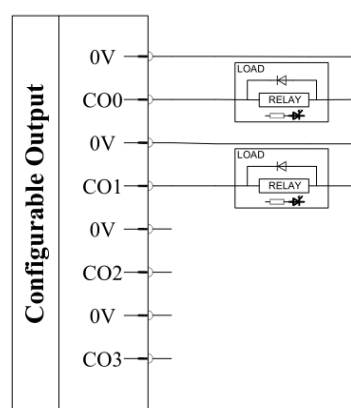 Configurable Output
0V
CO0
0V
CO1
0V
CO2
0V
CO3
LOAD
RELAY
LOAD
RELAY